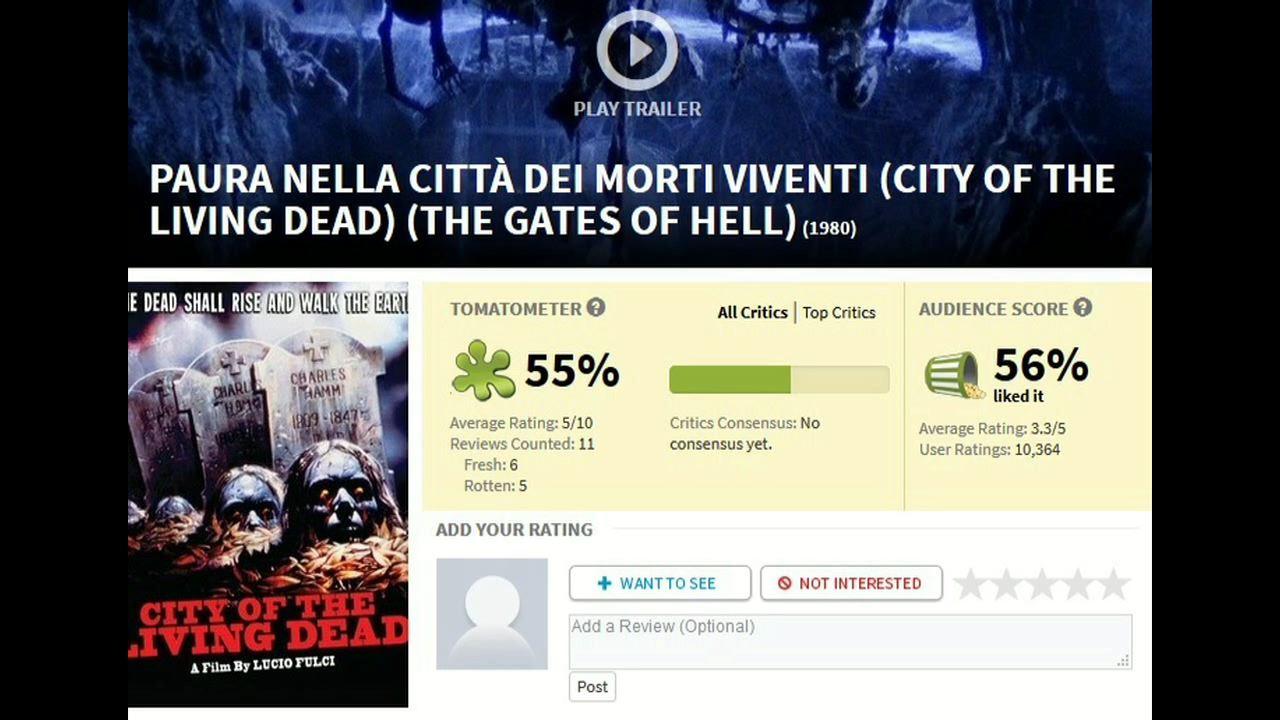 PLAY TRAILER
PAURA NELLA CITTÀ DEI MORTI VIVENTI (CITY OF THE
LIVING DEAD) (THE GATES OF HELL) (1980)
E DEAD SHALL RISE AND WALK THE EART
CHARLES
HAMM
1809-1847
CITY OF THE
LIVING DEAD
A Film By LUCIO FULCI
TOMATOMETER ?
All Critics | Top Critics
55%
Average Rating: 5/10
Reviews Counted: 11
Fresh: 6
Rotten: 5
Critics Consensus: No
consensus yet.
AUDIENCE SCORE ?
56%
liked it
Average Rating: 3.3/5
User Ratings: 10,364
ADD YOUR RATING
+ WANT TO SEE
NOT INTERESTED
Add a Review (Optional)
Post